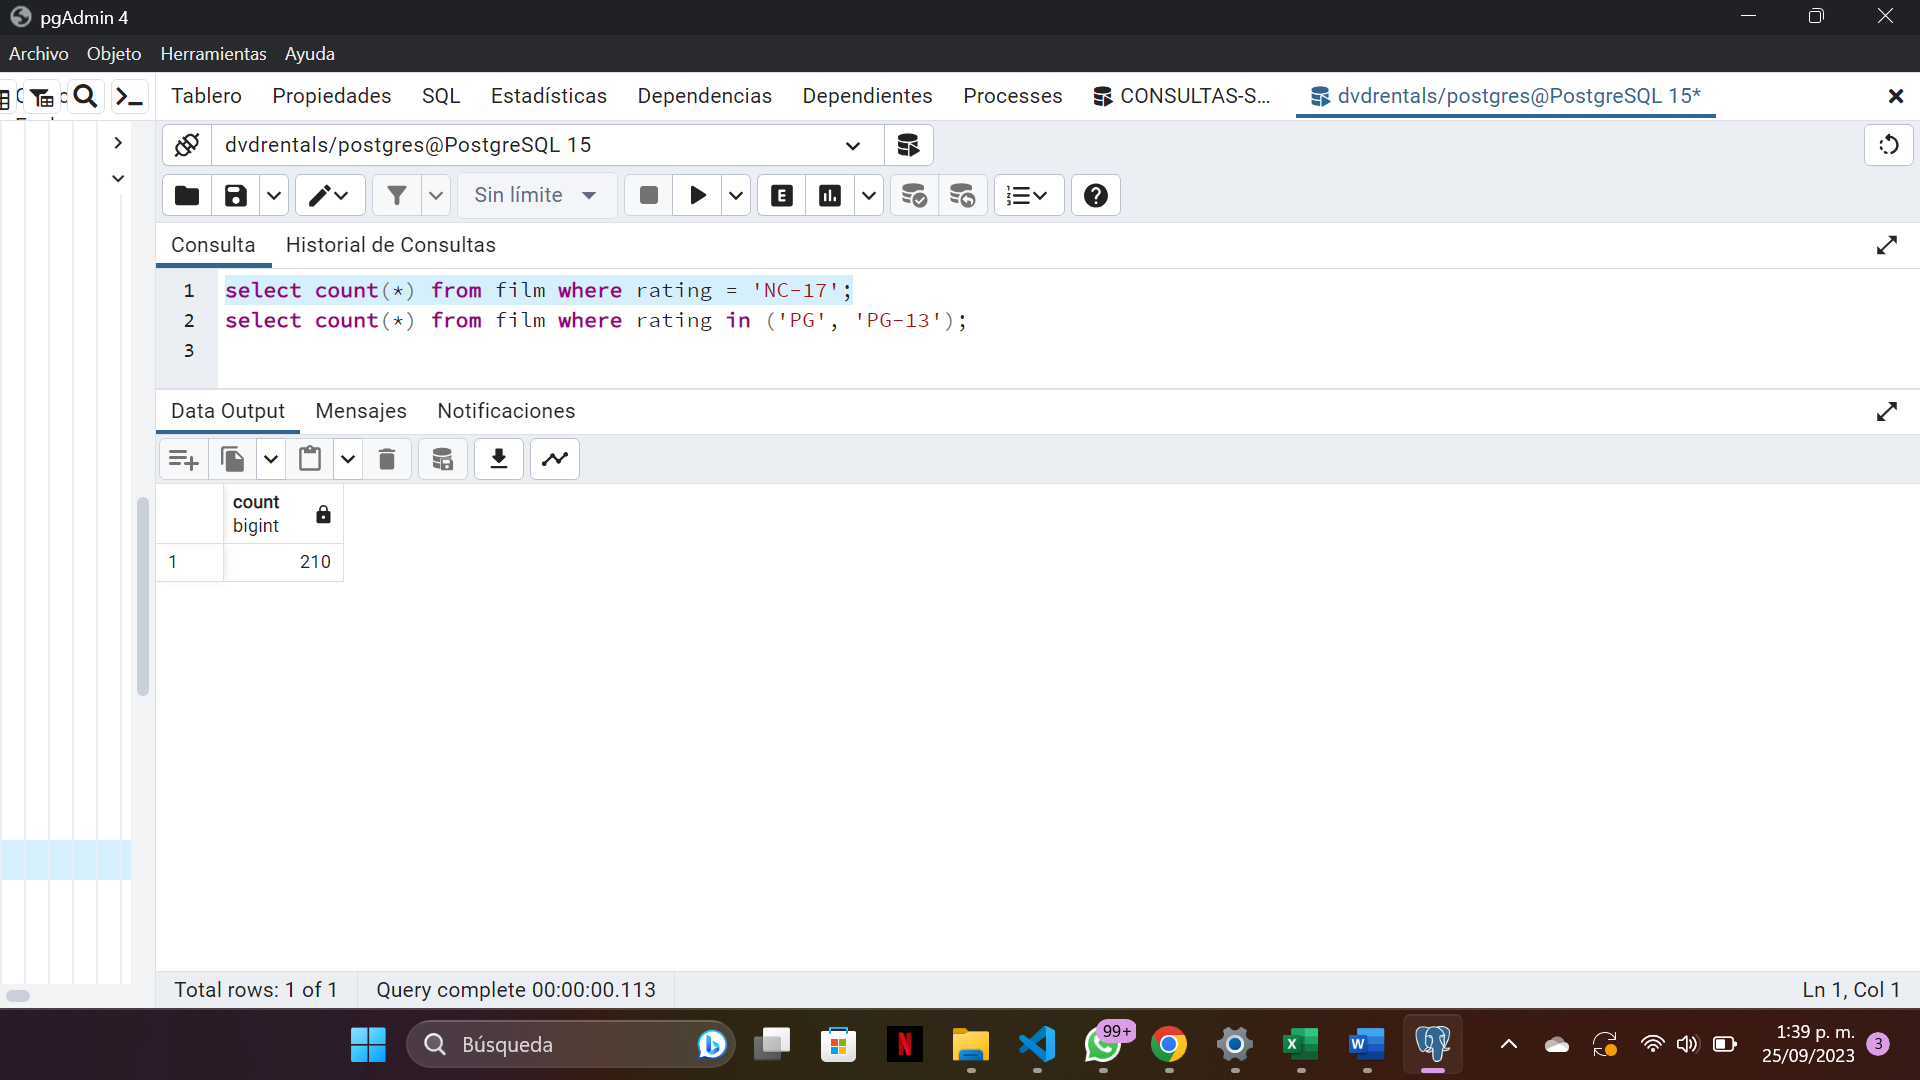 pgAdmin 4
Archivo Objeto Herramientas Ayuda
Tablero Propiedades SQL Estadísticas Dependencias Dependientes Processes CONSULTAS-S... dvdrentals/postgres@PostgreSQL 15*
dvdrentals/postgres@PostgreSQL 15
Sin límite E
Consulta Historial de Consultas
1 select count(*) from film where rating = 'NC-17';
2 select count(*) from film where rating in ('PG', 'PG-13');
3
Data Output Mensajes Notificaciones
count
bigint
1 210
Total rows: 1 of 1 Query complete 00:00:00.113 Ln 1, Col 1
Búsqueda N 99+ X W 1:39 p. m.
25/09/2023 3